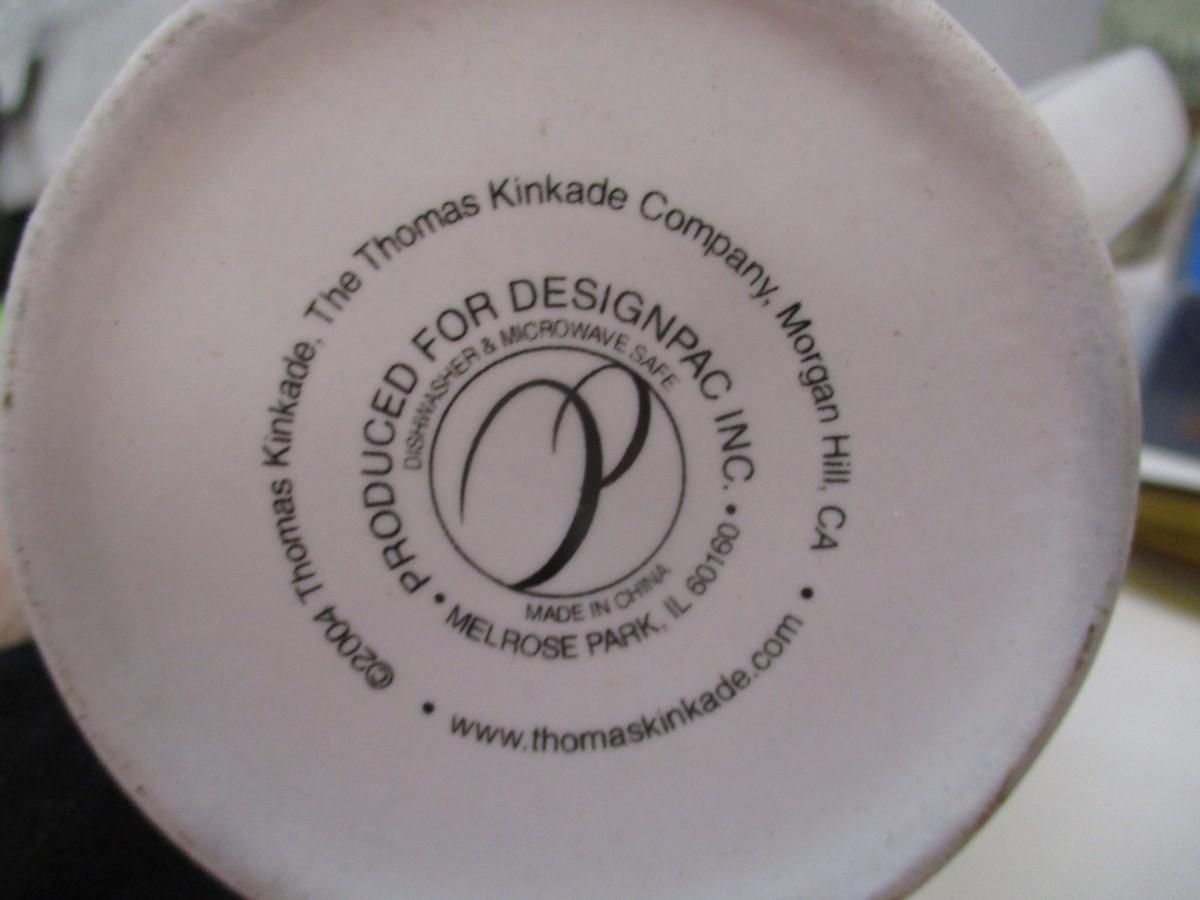 ©2004 Thomas Kinkade, The Thomas Kinkade Company, Morgan Hill, CA
• www.thomaskinkade.com •
PRODUCED FOR DESIGNPAC INC.
• MELROSE PARK, IL 60160 •
DISHWASHER & MICROWAVE SAFE
MADE IN CHINA